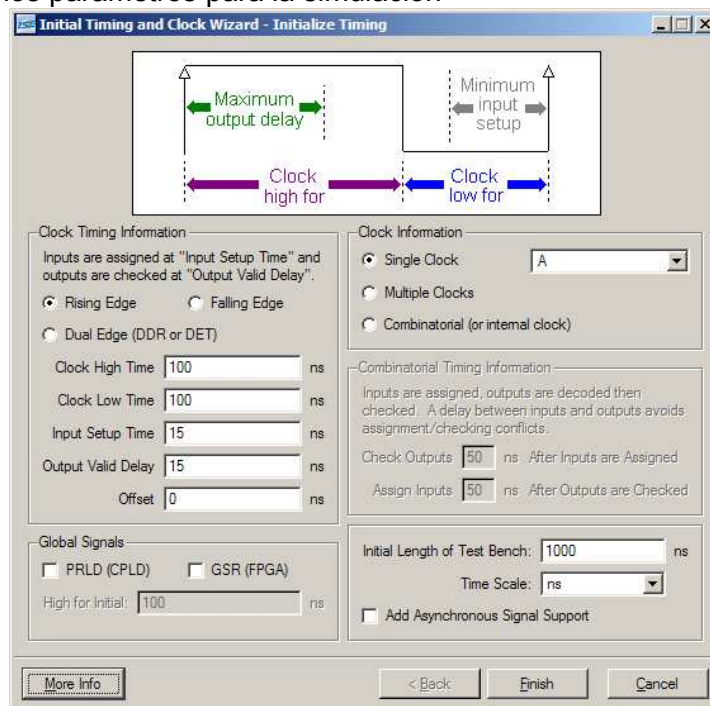 los parámetros para la simulación
ISE Initial Timing and Clock Wizard - Initialize Timing
Maximum
output delay
Minimum
input
setup
Clock
high for
Clock
low for
Clock Timing Information
Inputs are assigned at "Input Setup Time" and
outputs are checked at "Output Valid Delay".
Rising Edge
Falling Edge
Dual Edge (DDR or DET)
Clock High Time 100 ns
Clock Low Time 100 ns
Input Setup Time 15 ns
Output Valid Delay 15 ns
Offset 0 ns
Global Signals
PRLD (CPLD)
GSR (FPGA)
High for Initial: 100 ns
Clock Information
Single Clock A
Multiple Clocks
Combinatorial (or internal clock)
Combinatorial Timing Information
Inputs are assigned, outputs are decoded then
checked. A delay between inputs and outputs avoids
assignment/checking conflicts.
Check Outputs 50 ns After Inputs are Assigned
Assign Inputs 50 ns After Outputs are Checked
Initial Length of Test Bench: 1000 ns
Time Scale: ns
Add Asynchronous Signal Support
More Info
< Back
Finish
Cancel